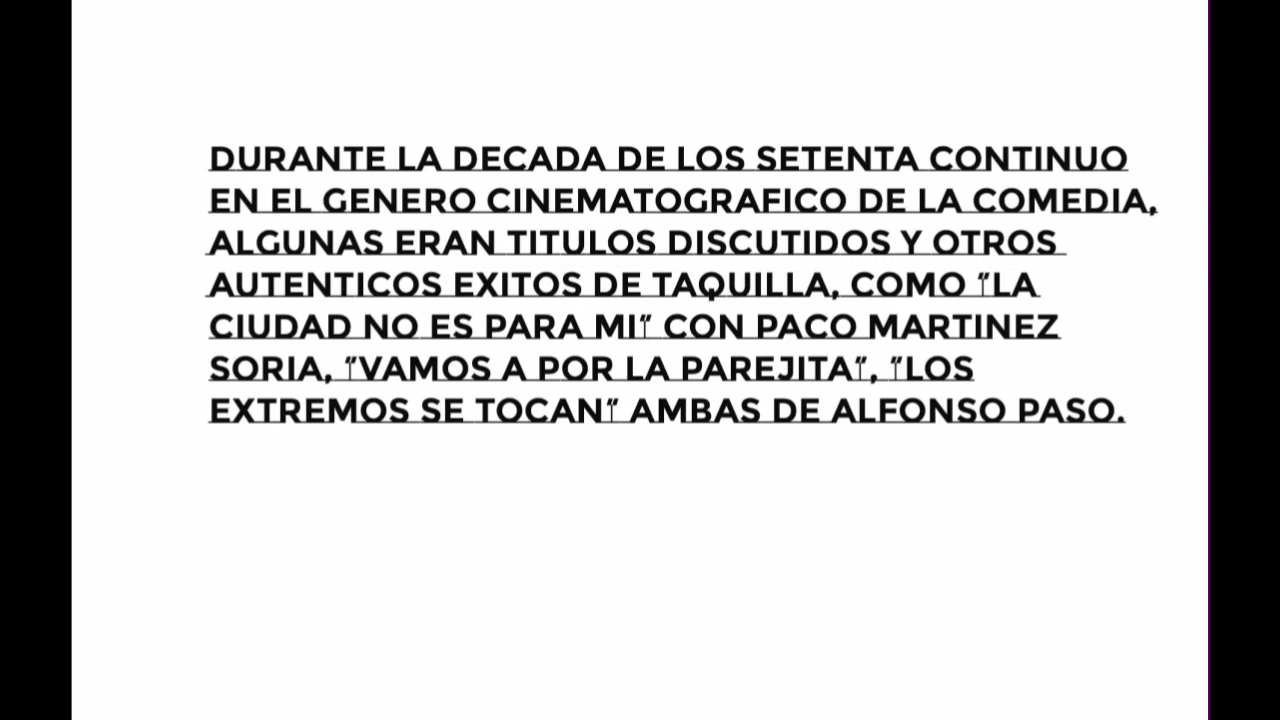 DURANTE LA DECADA DE LOS SETENTA CONTINUO
EN EL GENERO CINEMATOGRAFICO DE LA COMEDIA,
ALGUNAS ERAN TITULOS DISCUTIDOS Y OTROS
AUTENTICOS EXITOS DE TAQUILLA, COMO "LA
CIUDAD NO ES PARA MI" CON PACO MARTINEZ
SORIA, "VAMOS A POR LA PAREJITA", "LOS
EXTREMOS SE TOCAN" AMBAS DE ALFONSO PASO.